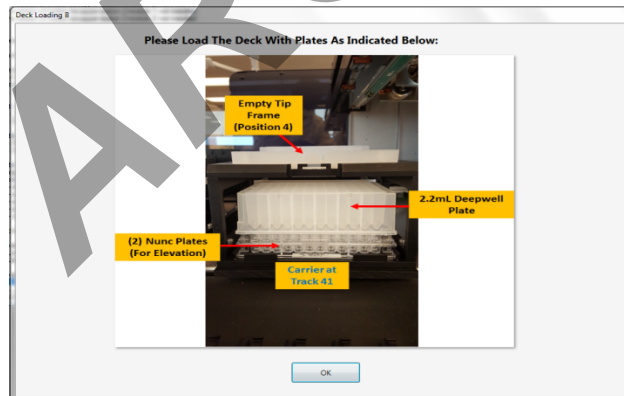 Deck Loading B
Please Load The Deck With Plates As Indicated Below:
Empty Tip
Frame
(Position 4)
2.2mL Deepwell
Plate
(2) Nunc Plates
(For Elevation)
Carrier at
Track 41
OK